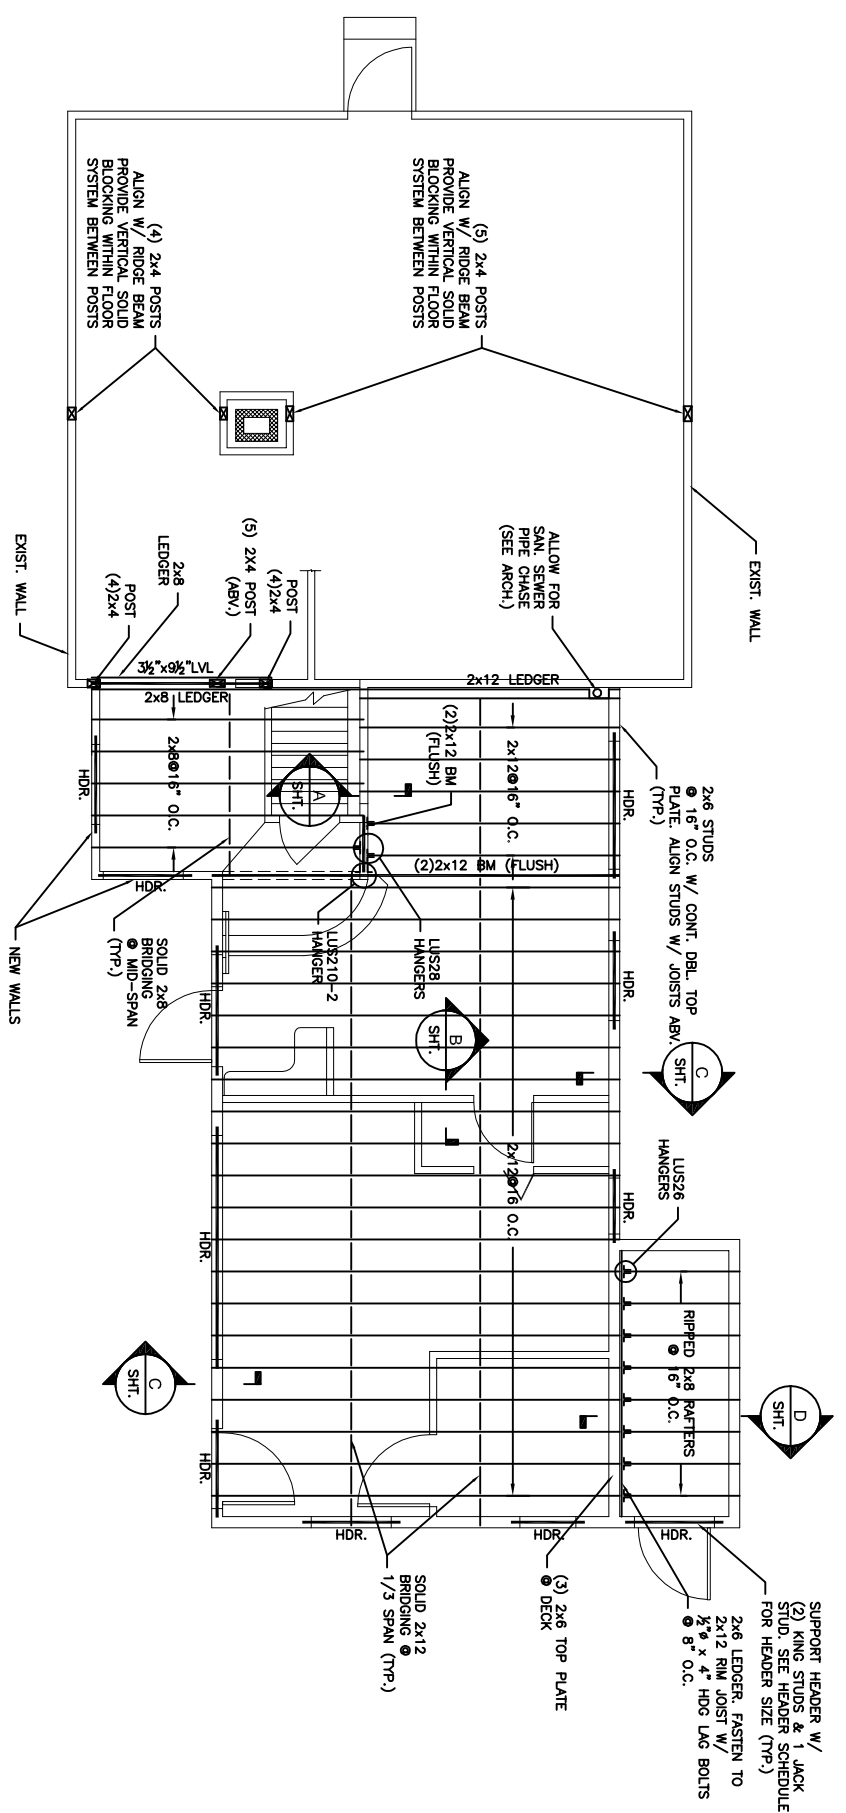 (5) 2x4 POSTS
ALIGN W/ RIDGE BEAM
PROVIDE VERTICAL SOLID
BLOCKING WITHIN FLOOR
SYSTEM BETWEEN POSTS
(4) 2x4 POSTS
ALIGN W/ RIDGE BEAM
PROVIDE VERTICAL SOLID
BLOCKING WITHIN FLOOR
SYSTEM BETWEEN POSTS
EXIST. WALL
ALLOW FOR
SAN. SEWER
PIPE CHASE
(SEE ARCH.)
POST
(4)2x4
(5) 2X4 POST
(ABV.)
2x8
LEDGER
POST
(4)2x4
EXIST. WALL
3½"x9½"LVL
2x8 LEDGER
2x12 LEDGER
2x6 STUDS
@ 16" O.C. W/ CONT. DBL. TOP
PLATE. ALIGN STUDS W/ JOISTS ABV.
(TYP.)
HDR.
2x12@16" O.C.
(2)2x12 BM
(FLUSH)
A
SHT.
2x8@16" O.C.
HDR.
(2)2x12 BM (FLUSH)
HDR.
LUS28
HANGERS
LUS210-2
HANGER
SOLID 2x8
BRIDGING
@ MID-SPAN
(TYP.)
NEW WALLS
HDR.
HDR.
B
SHT.
C
SHT.
2x12@16 O.C.
HDR.
HDR.
LUS26
HANGERS
RIPPED 2x8 RAFTERS
@ 16" O.C.
D
SHT.
C
SHT.
HDR.
HDR.
HDR.
HDR.
SOLID 2x12
BRIDGING @
1/3 SPAN (TYP.)
(3) 2x6 TOP PLATE
@ DECK
2x6 LEDGER. FASTEN TO
2x12 RIM JOIST W/
½"ø x 4" HDG LAG BOLTS
@ 8" O.C.
SUPPORT HEADER W/
(2) KING STUDS & 1 JACK
STUD. SEE HEADER SCHEDULE
FOR HEADER SIZE (TYP.)